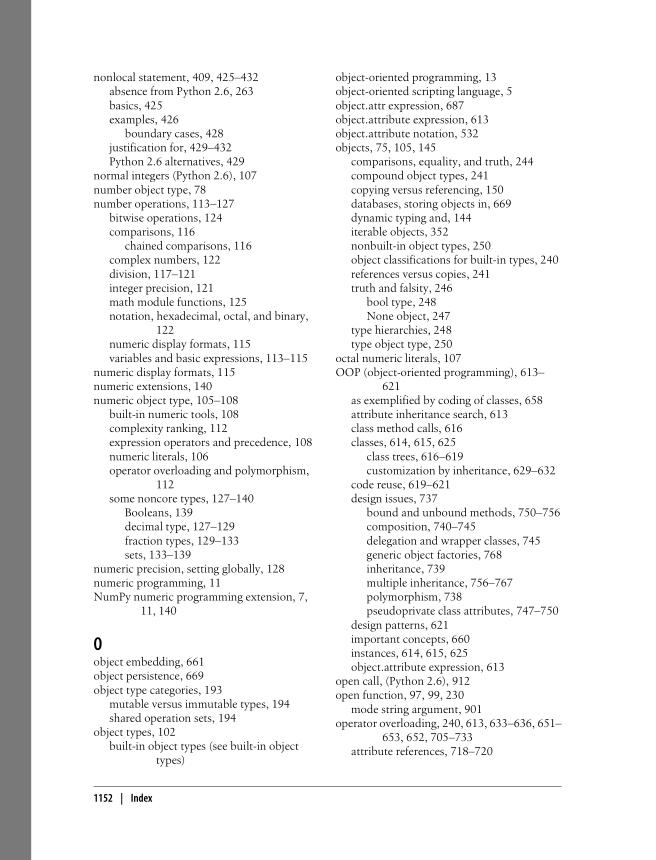 nonlocal statement, 409, 425–432
absence from Python 2.6, 263
basics, 425
examples, 426
boundary cases, 428
justification for, 429–432
Python 2.6 alternatives, 429
normal integers (Python 2.6), 107
number object type, 78
number operations, 113–127
bitwise operations, 124
comparisons, 116
chained comparisons, 116
complex numbers, 122
division, 117–121
integer precision, 121
math module functions, 125
notation, hexadecimal, octal, and binary,
122
numeric display formats, 115
variables and basic expressions, 113–115
numeric display formats, 115
numeric extensions, 140
numeric object type, 105–108
built-in numeric tools, 108
complexity ranking, 112
expression operators and precedence, 108
numeric literals, 106
operator overloading and polymorphism,
112
some noncore types, 127–140
Booleans, 139
decimal type, 127–129
fraction types, 129–133
sets, 133–139
numeric precision, setting globally, 128
numeric programming, 11
NumPy numeric programming extension, 7,
11, 140
O
object embedding, 661
object persistence, 669
object type categories, 193
mutable versus immutable types, 194
shared operation sets, 194
object types, 102
built-in object types (see built-in object
types)
object-oriented programming, 13
object-oriented scripting language, 5
object.attr expression, 687
object.attribute expression, 613
object.attribute notation, 532
objects, 75, 105, 145
comparisons, equality, and truth, 244
compound object types, 241
copying versus referencing, 150
databases, storing objects in, 669
dynamic typing and, 144
iterable objects, 352
nonbuilt-in object types, 250
object classifications for built-in types, 240
references versus copies, 241
truth and falsity, 246
bool type, 248
None object, 247
type hierarchies, 248
type object type, 250
octal numeric literals, 107
OOP (object-oriented programming), 613–
621
as exemplified by coding of classes, 658
attribute inheritance search, 613
class method calls, 616
classes, 614, 615, 625
class trees, 616–619
customization by inheritance, 629–632
code reuse, 619–621
design issues, 737
bound and unbound methods, 750–756
composition, 740–745
delegation and wrapper classes, 745
generic object factories, 768
inheritance, 739
multiple inheritance, 756–767
polymorphism, 738
pseudoprivate class attributes, 747–750
design patterns, 621
important concepts, 660
instances, 614, 615, 625
object.attribute expression, 613
open call, (Python 2.6), 912
open function, 97, 99, 230
mode string argument, 901
operator overloading, 240, 613, 633–636, 651–
653, 652, 705–733
attribute references, 718–720
1152 | Index